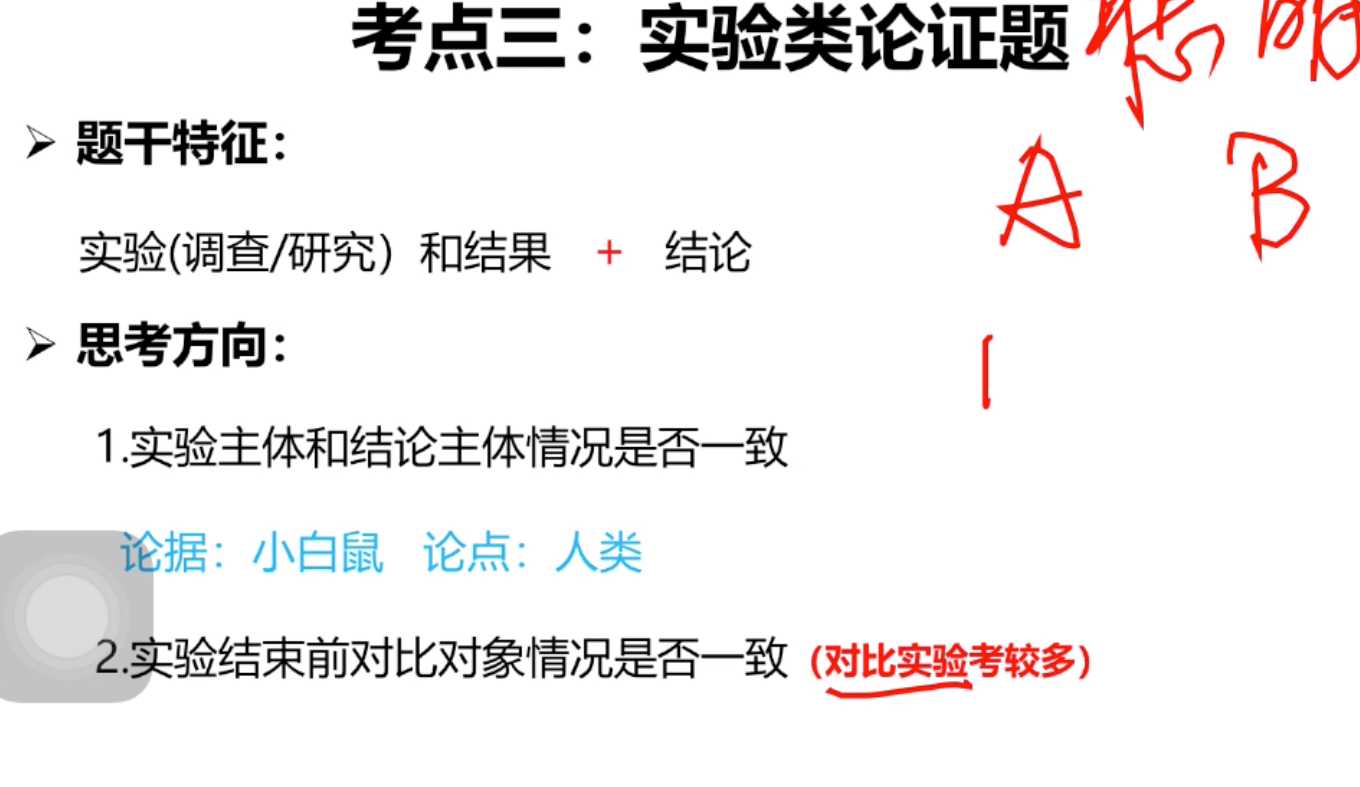 考点三：实验类论证题
A B
➢ 题干特征：
实验(调查/研究）和结果 + 结论
➢ 思考方向：
1.实验主体和结论主体情况是否一致
论据：小白鼠 论点：人类
2.实验结束前对比对象情况是否一致（对比实验考较多）